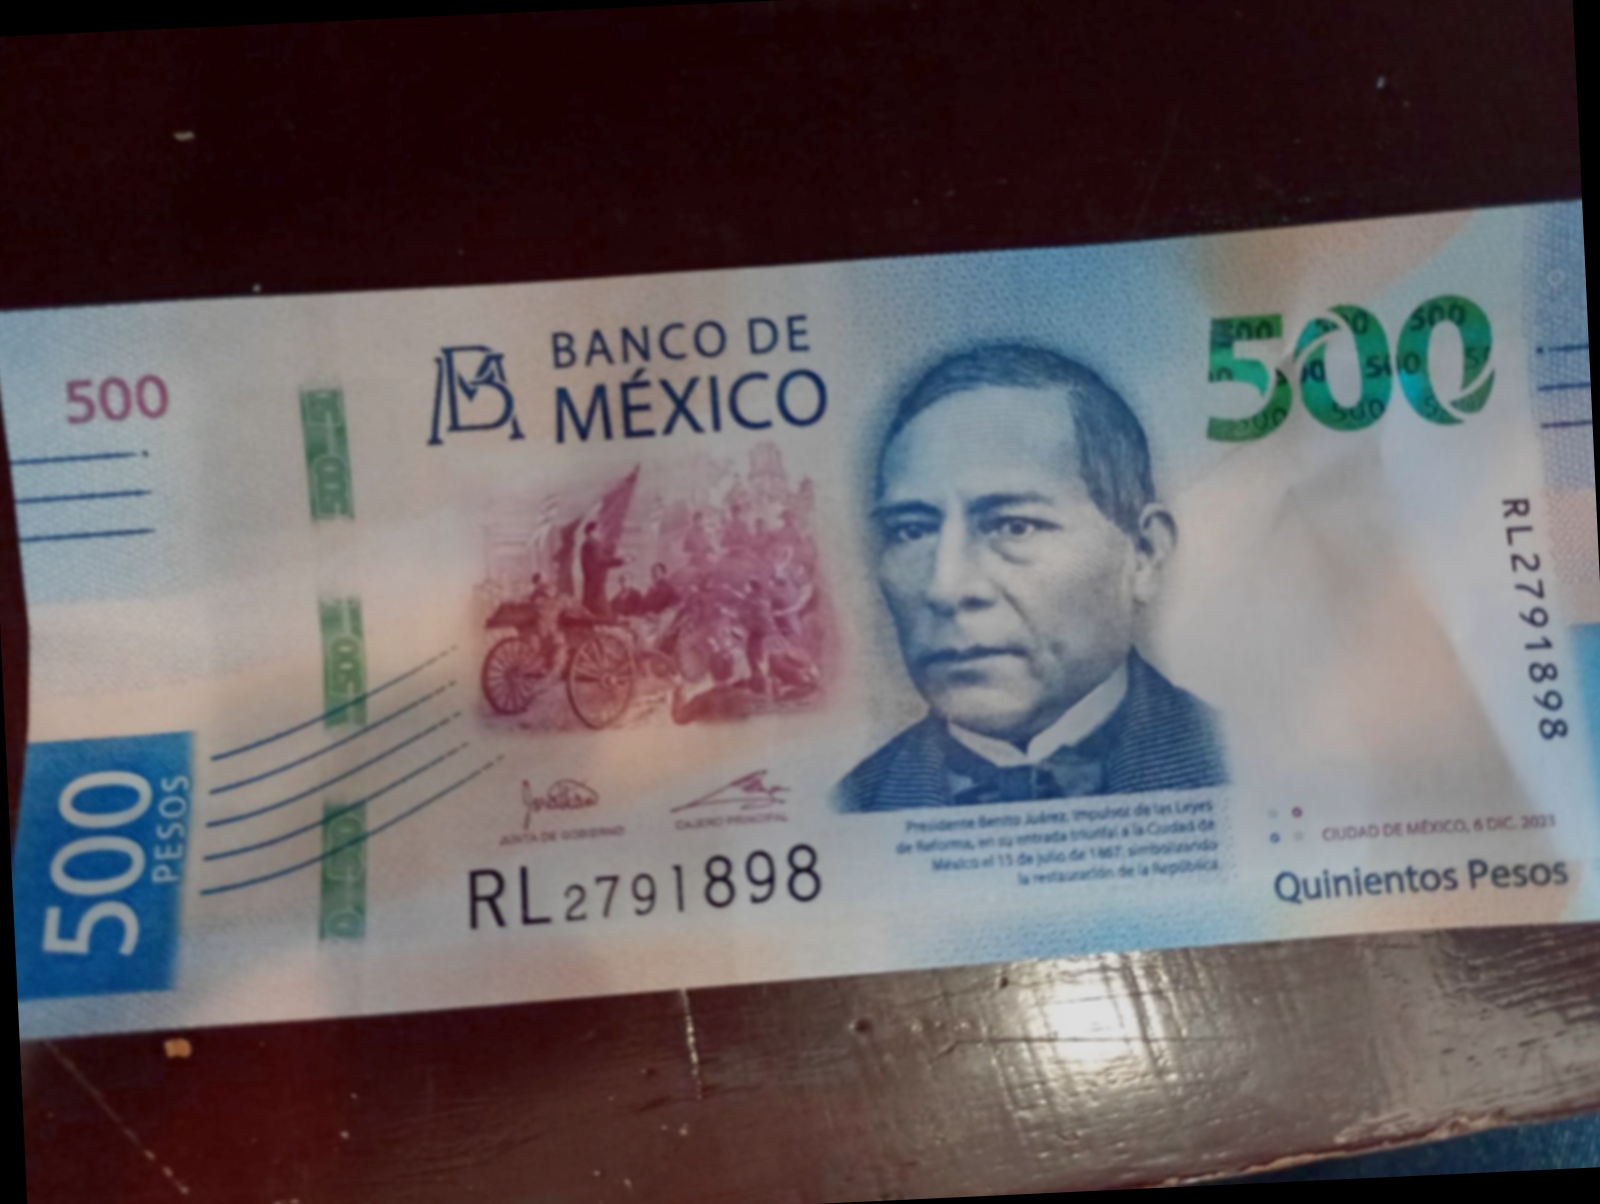 500
BANCO DE
MÉXICO
500
RL2791898
500
PESOS
JUNTA DE GOBIERNO
CAJERO PRINCIPAL
RL2791898
Presidente Benito Juárez, impulsor de las Leyes
de Reforma, en su entrada triunfal a la Ciudad de
México el 15 de julio de 1867, simbolizando
la restauración de la República.
CIUDAD DE MÉXICO, 6 DIC. 2021
Quinientos Pesos